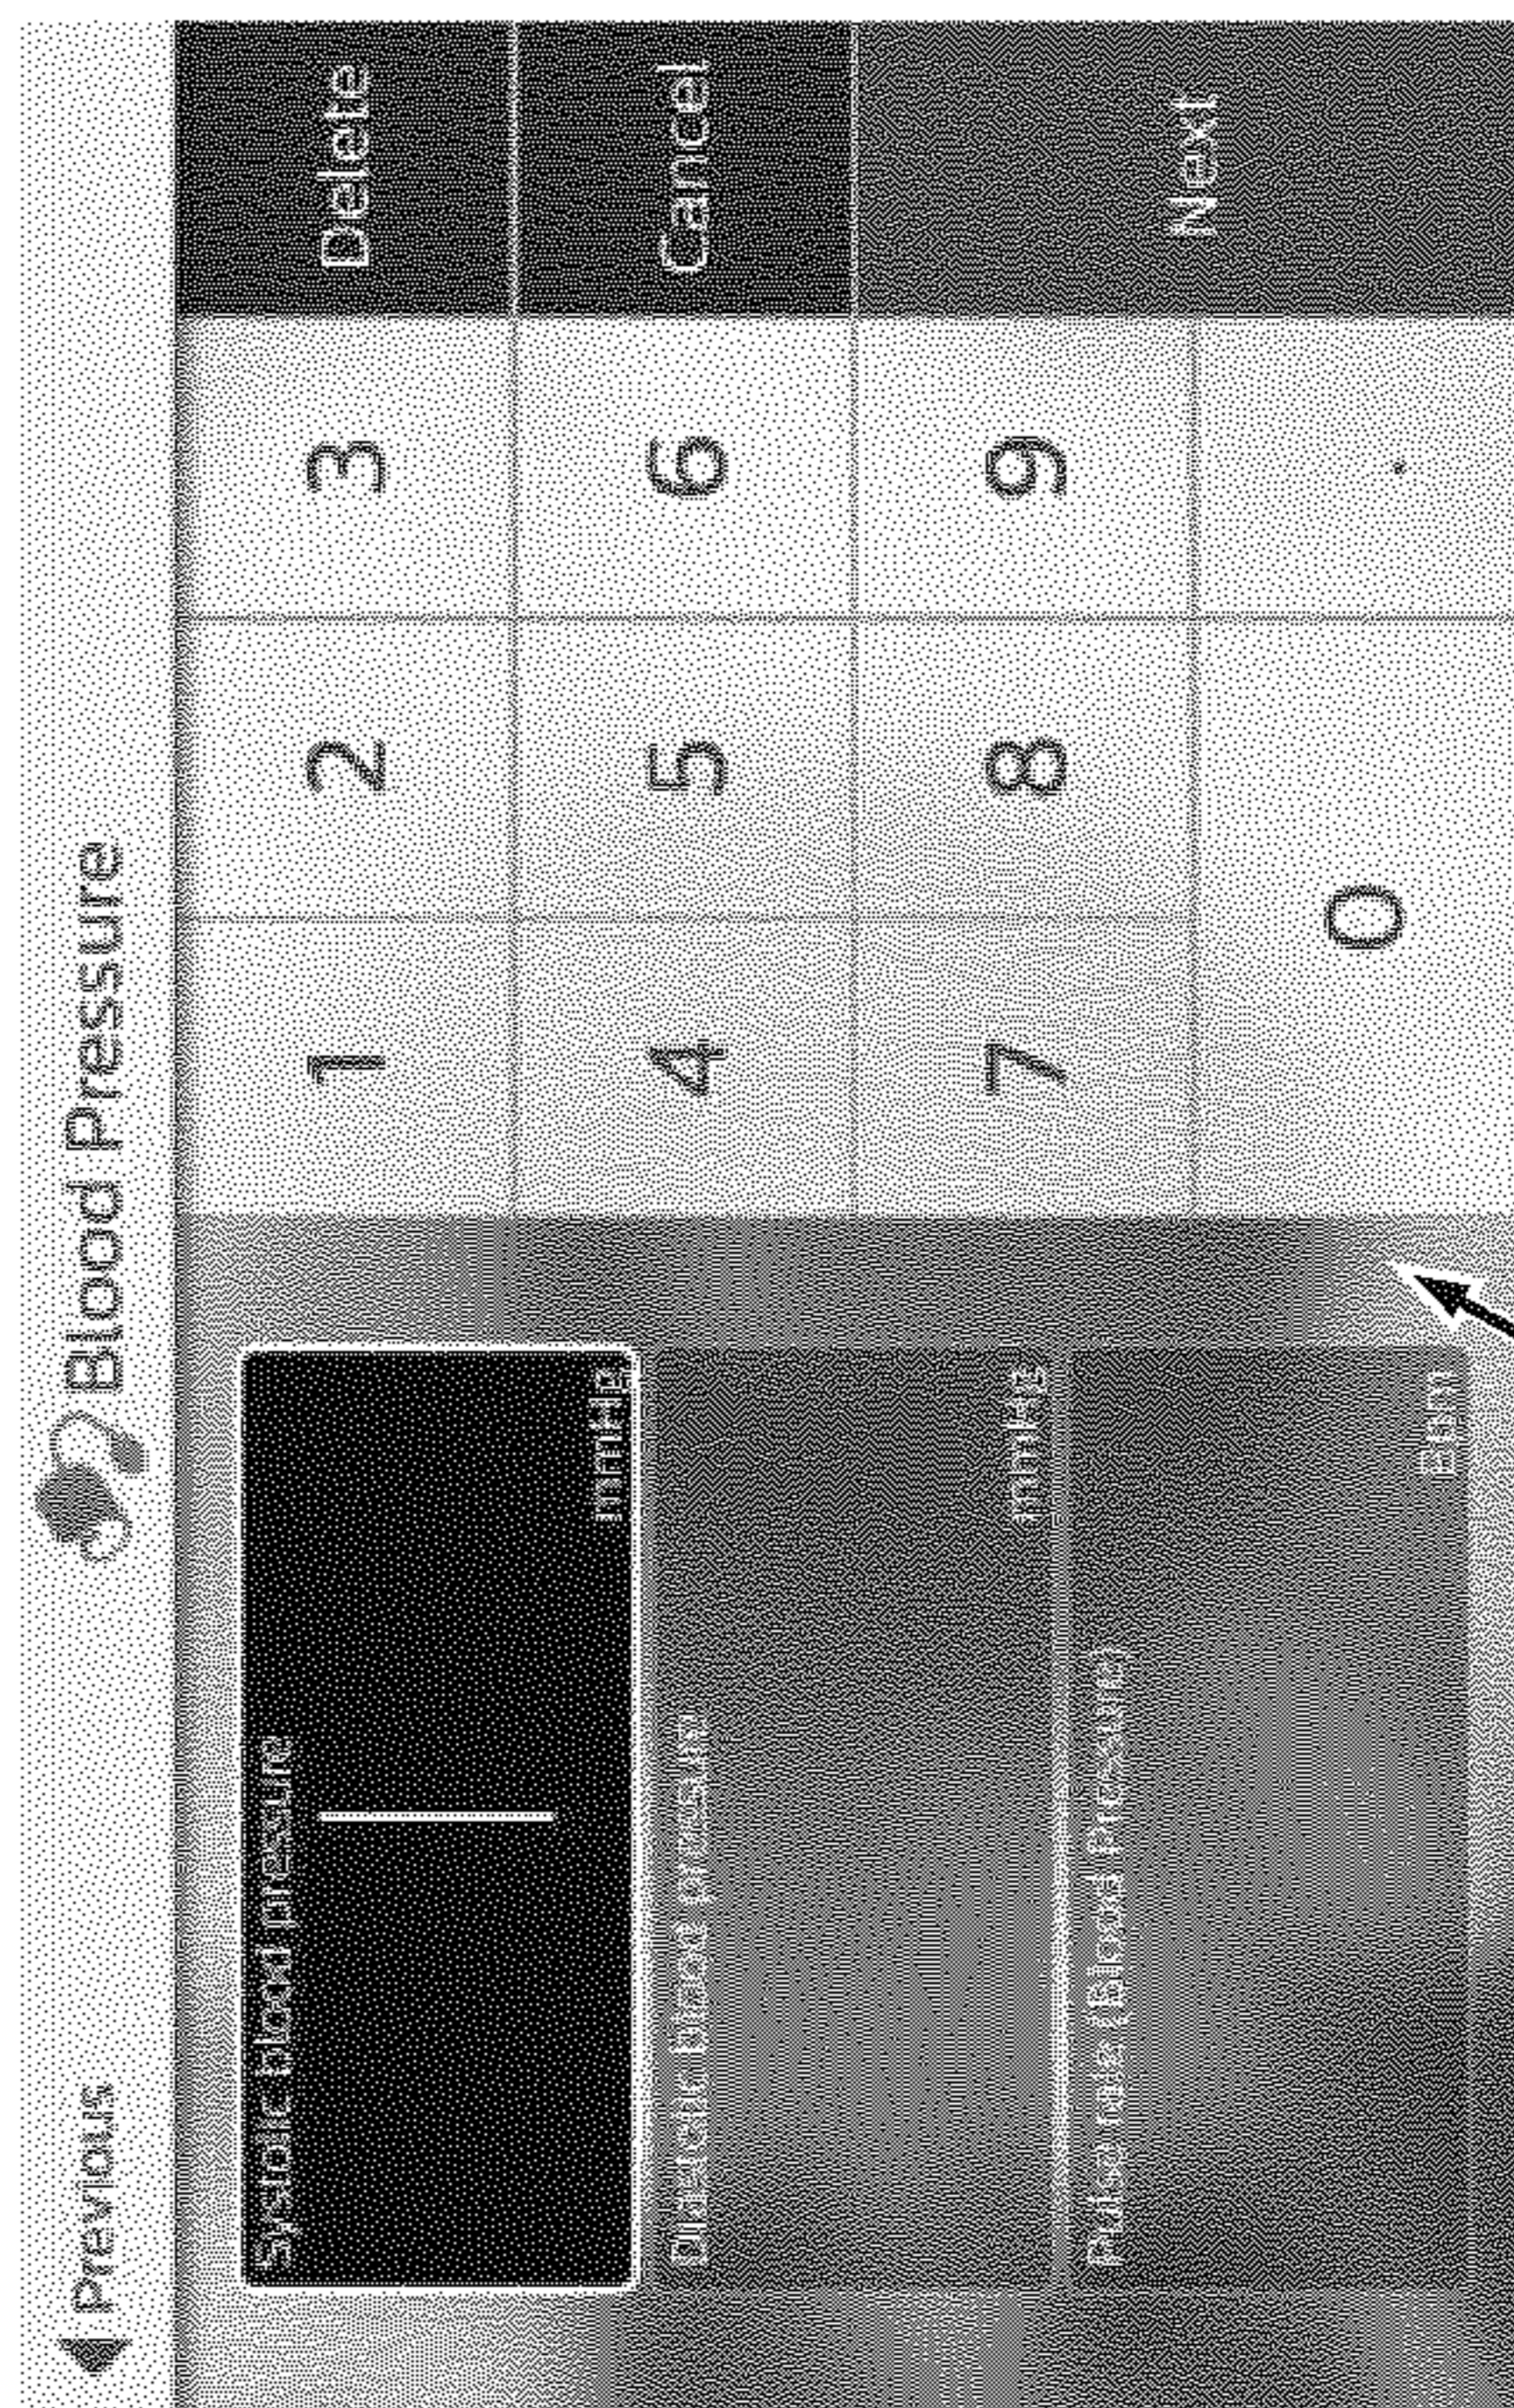 Previous
Blood Pressure
Systolic blood pressure
mmHg
Diastolic blood pressure
mmHg
Pulse rate (Blood Pressure)
Bpm
1 2 3 Delete
4 5 6 Cancel
7 8 9 Next
0 .